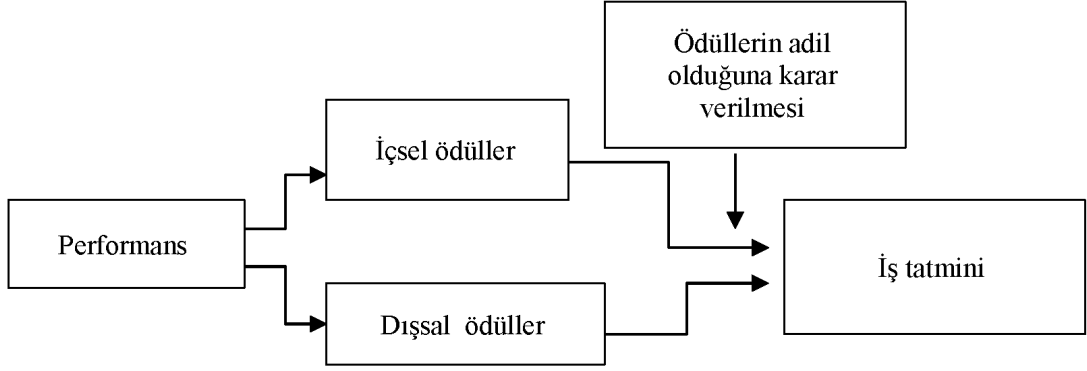 Ödüllerin adil
olduğuna karar
verilmesi
İçsel ödüller
Performans
İş tatmini
Dışsal ödüller